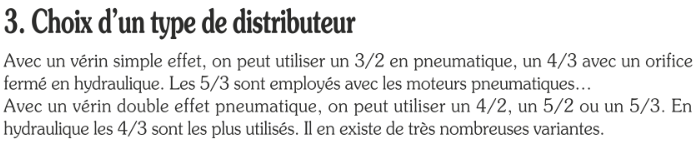 3. Choix d’un type de distributeur
Avec un vérin simple effet, on peut utiliser un 3/2 en pneumatique, un 4/3 avec un orifice
fermé en hydraulique. Les 5/3 sont employés avec les moteurs pneumatiques…
Avec un vérin double effet pneumatique, on peut utiliser un 4/2, un 5/2 ou un 5/3. En
hydraulique les 4/3 sont les plus utilisés. Il en existe de très nombreuses variantes.